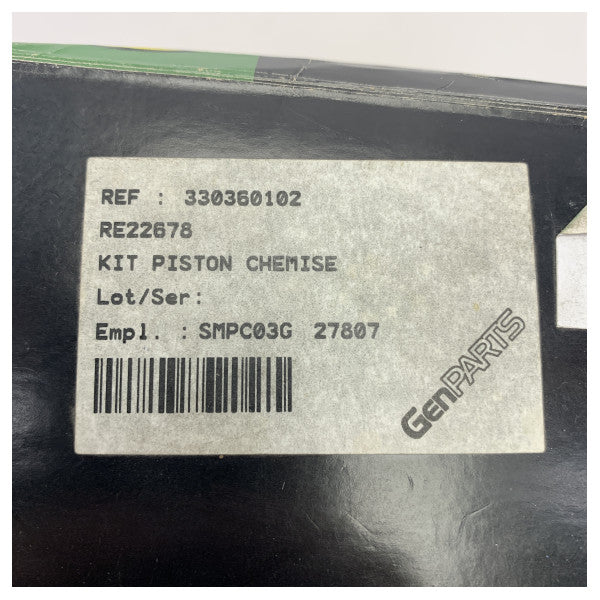 REF : 330360102
RE22678
KIT PISTON CHEMISE
Lot/Ser:
Empl. : SMPC03G 27807
GenPARTS